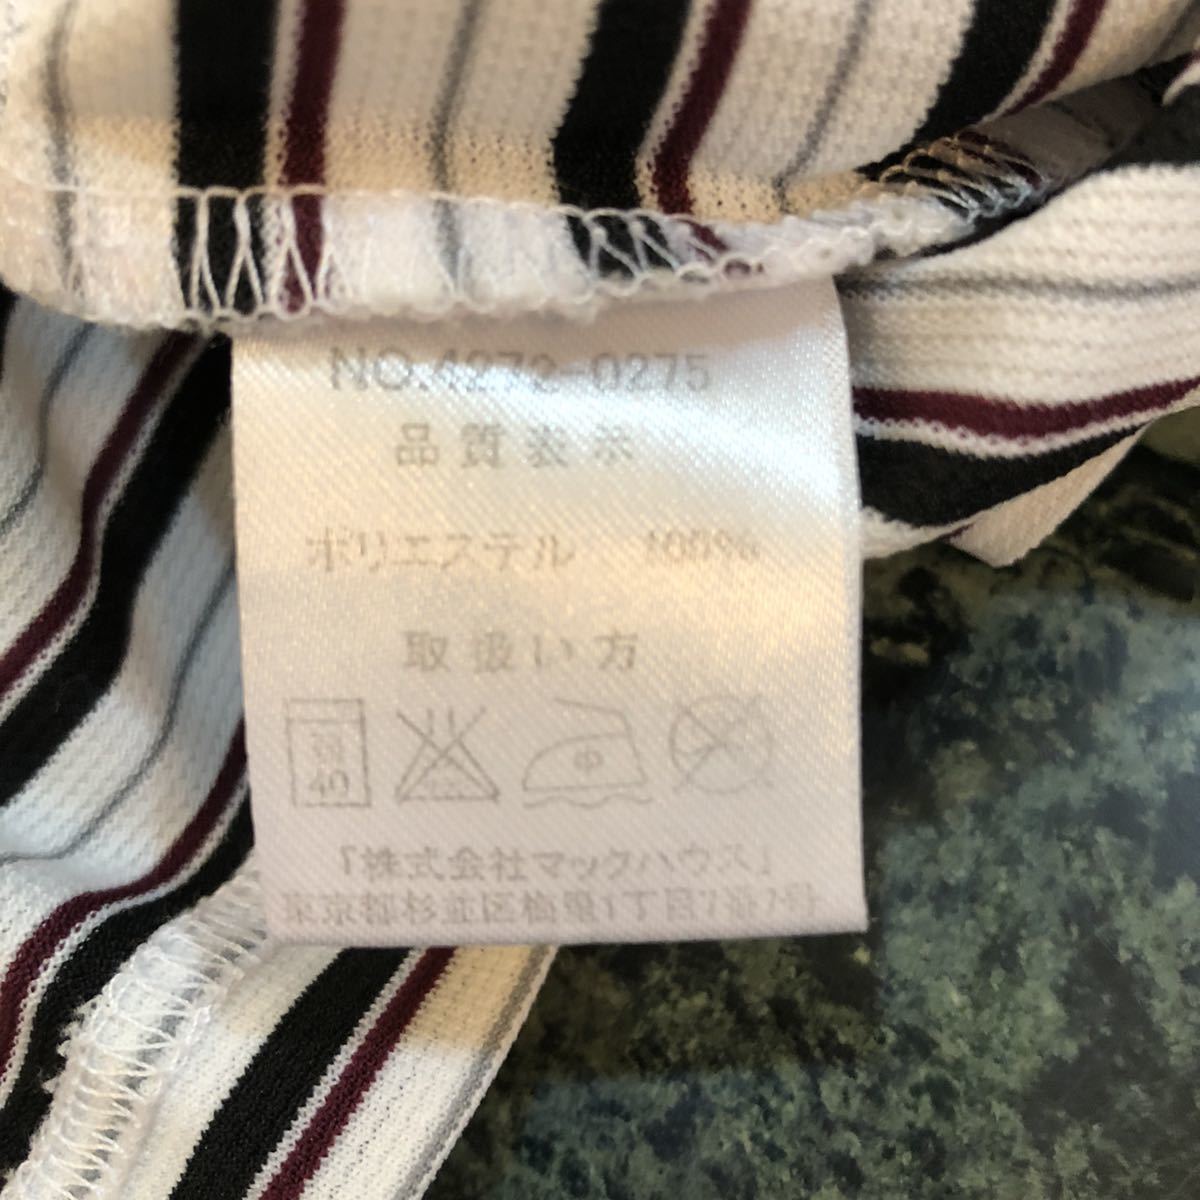 NO.4272-0275
品質表示
ポリエステル 100%
取扱い方
40 中
「株式会社マックハウス」
東京都杉並区梅里1丁目7番7号